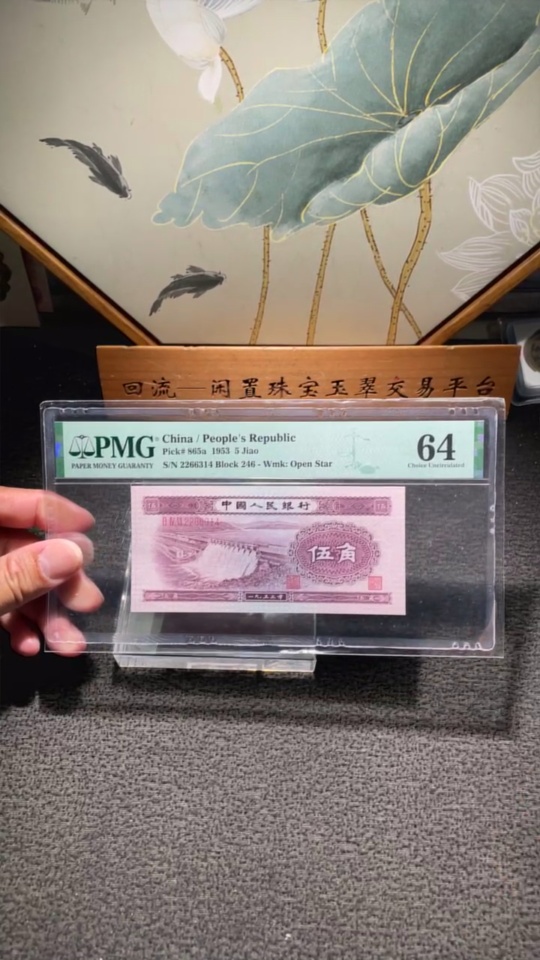 回流—闲置珠宝玉翠交易平台
PMG
PAPER MONEY GUARANTY
China / People's Republic
Pick# 865a 1953 5 Jiao
S/N 2266314 Block 246 - Wmk: Open Star
64
Choice Uncirculated
中國人民銀行
伍角
一九五三年